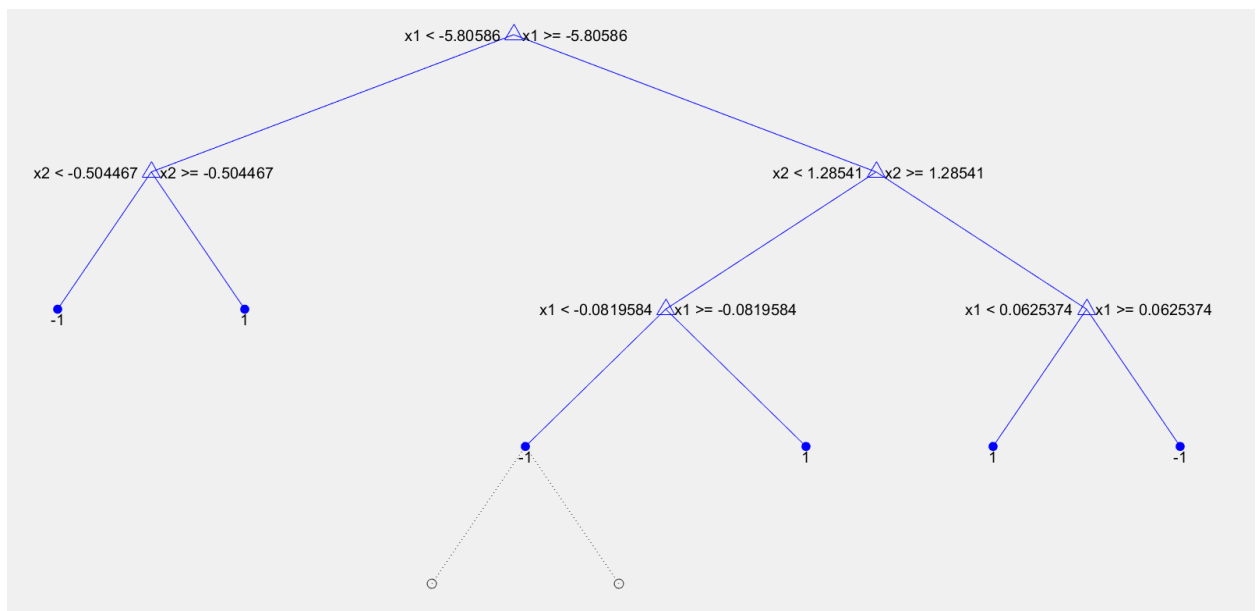 x1 < -5.80586 x1 >= -5.80586
x2 < -0.504467 x2 >= -0.504467
x2 < 1.28541 x2 >= 1.28541
-1
1
x1 < -0.0819584 x1 >= -0.0819584
x1 < 0.0625374 x1 >= 0.0625374
-1
1
1
-1